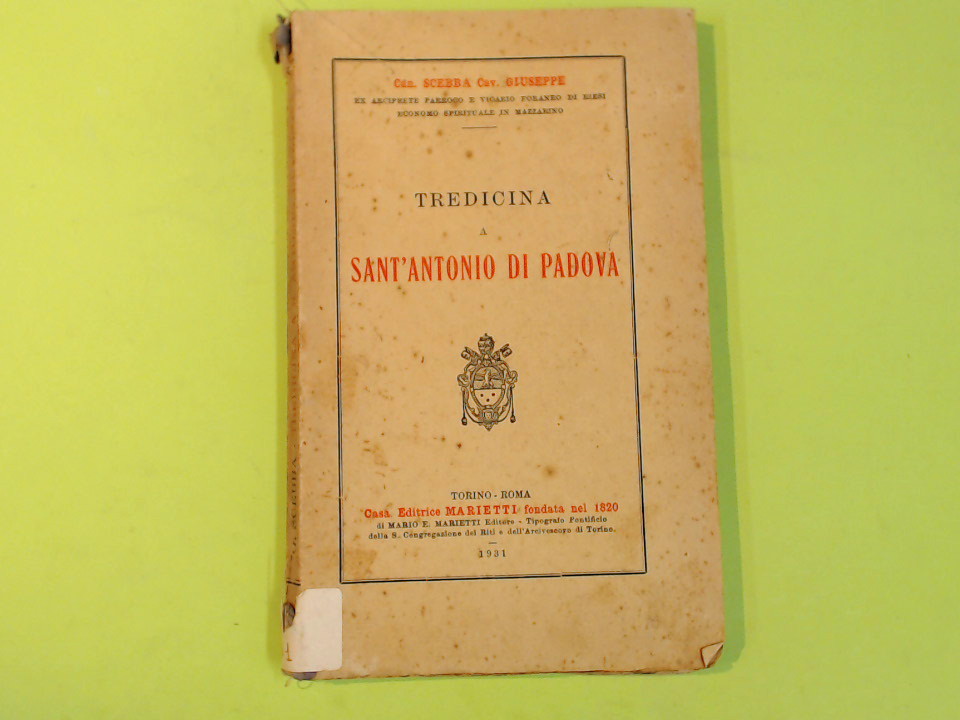 Can. SCEBBA Cav. GIUSEPPE
EX ARCIPRETE PARROCO E VICARIO FORANEO DI RIESI
ECONOMO SPIRITUALE IN MAZZARINO
TREDICINA
A
SANT'ANTONIO DI PADOVA
TORINO - ROMA
Casa Editrice MARIETTI fondata nel 1820
di MARIO E. MARIETTI Editore - Tipografo Pontificio
della S. Congregazione dei Riti e dell'Arcivescovo di Torino.
1931